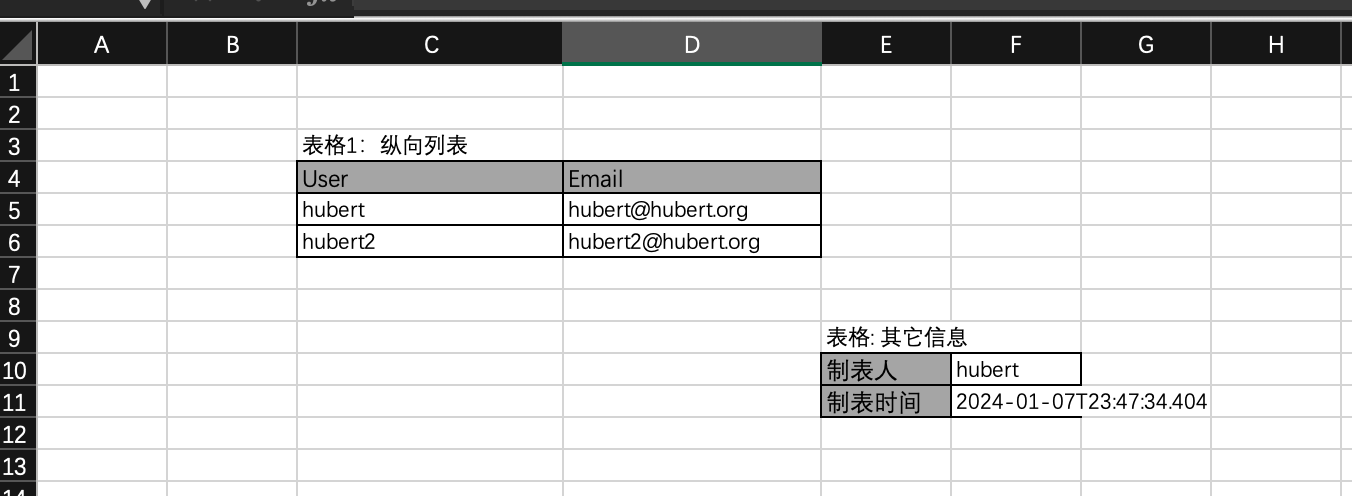 A B C D E F G H
1
2
3 表格1：纵向列表
4 User Email
5 hubert hubert@hubert.org
6 hubert2 hubert2@hubert.org
7
8
9 表格: 其它信息
10 制表人 hubert
11 制表时间 2024-01-07T23:47:34.404
12
13
14